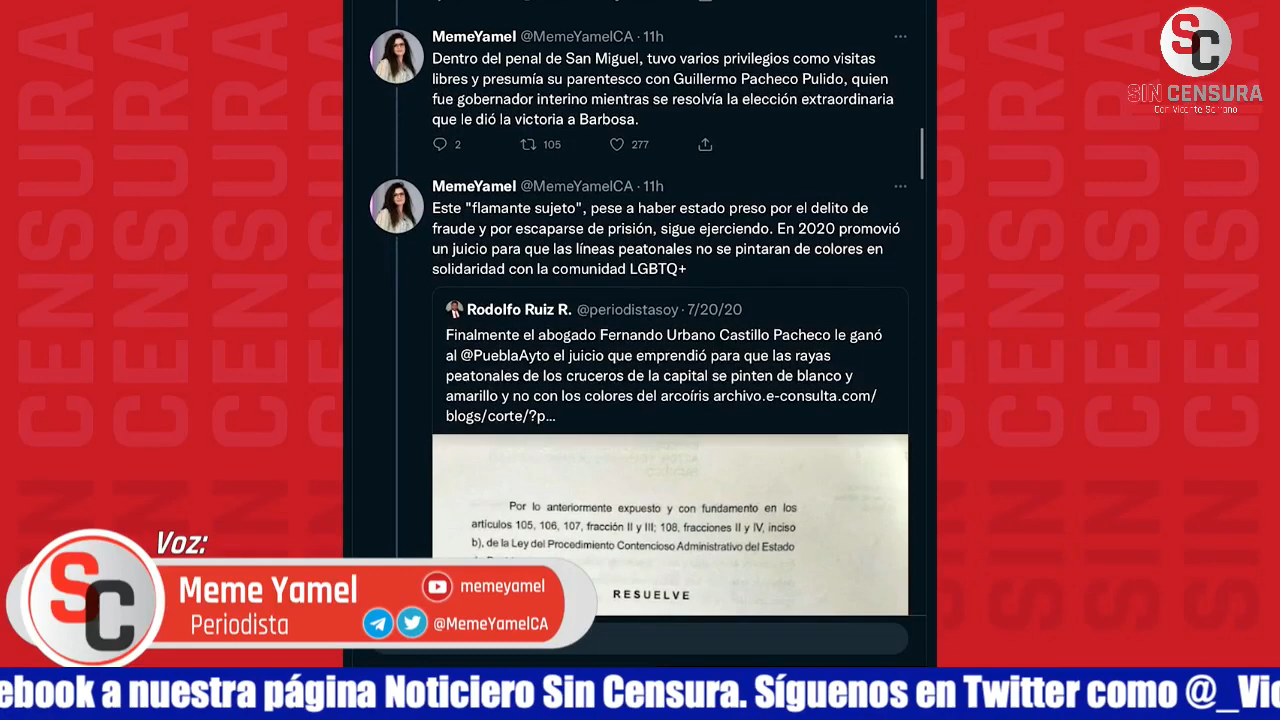 MemeYamel @MemeYamelCA · 11h
Dentro del penal de San Miguel, tuvo varios privilegios como visitas
libres y presumía su parentesco con Guillermo Pacheco Pulido, quien
fue gobernador interino mientras se resolvía la elección extraordinaria
que le dió la victoria a Barbosa.
2 105 277
MemeYamel @MemeYamelCA · 11h
Este "flamante sujeto", pese a haber estado preso por el delito de
fraude y por escaparse de prisión, sigue ejerciendo. En 2020 promovió
un juicio para que las líneas peatonales no se pintaran de colores en
solidaridad con la comunidad LGBTQ+
Rodolfo Ruiz R. @periodistasoy · 7/20/20
Finalmente el abogado Fernando Urbano Castillo Pacheco le ganó
al @PueblaAyto el juicio que emprendió para que las rayas
peatonales de los cruceros de la capital se pinten de blanco y
amarillo y no con los colores del arcoíris archivo.e-consulta.com/
blogs/corte/?p...
Por lo anteriormente expuesto y con fundamento en los
artículos 105, 106, 107, fracción II y III; 108, fracciones II y IV, inciso
b), de la Ley del Procedimiento Contencioso Administrativo del Estado
RESUELVE
SC
SIN CENSURA
Con Vicente Serrano
SIN CENSURA
Voz:
SC
Meme Yamel
Periodista
memeyamel
@MemeYamelCA
ebook a nuestra página Noticiero Sin Censura. Síguenos en Twitter como @_Vic